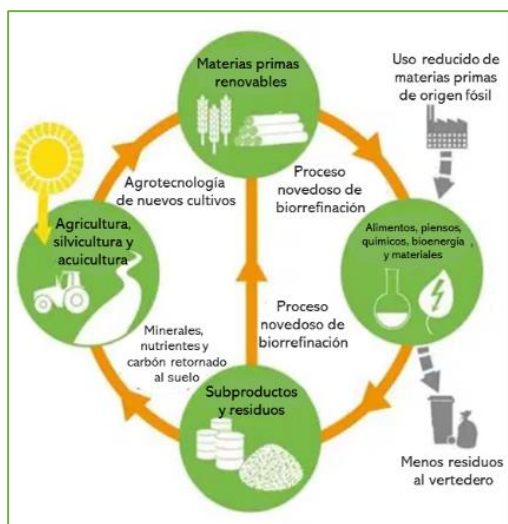 Materias primas
renovables
Uso reducido de
materias primas
de origen fósil
Agrotecnología
de nuevos cultivos
Proceso
novedoso de
biorrefinación
Agricultura,
silvicultura y
acuicultura
Alimentos, piensos,
químicos, bioenergía
y materiales
Minerales,
nutrientes y
carbón retornado
al suelo
Proceso
novedoso de
biorrefinación
Subproductos
y residuos
Menos residuos
al vertedero